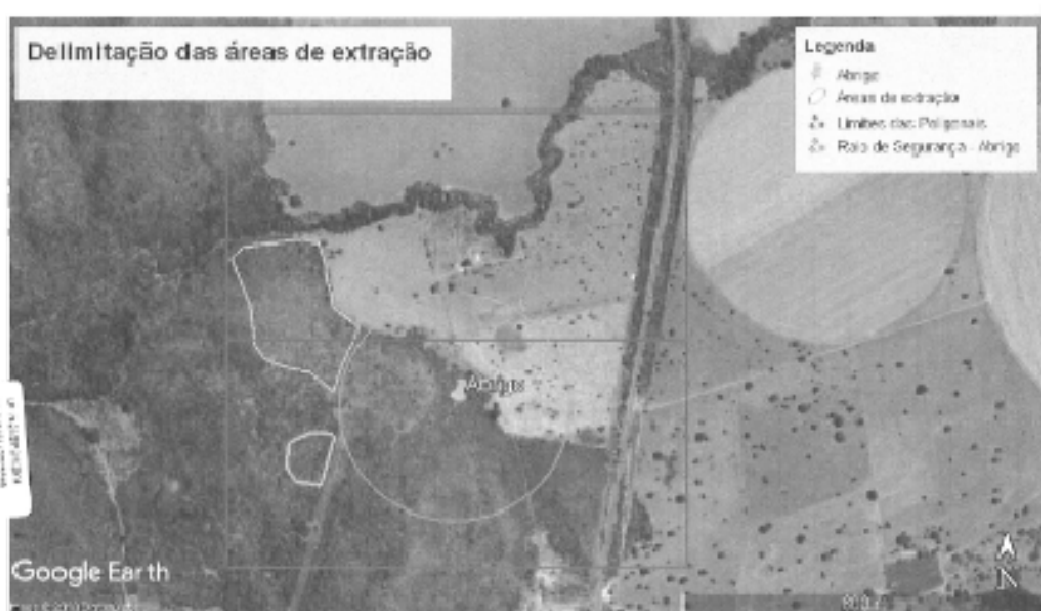 Delimitação das áreas de extração
Legenda
Abrigo
Áreas de extração
Limites das Poligonais
Raio de Segurança - Abrigo
Abrigo
Google Earth
N